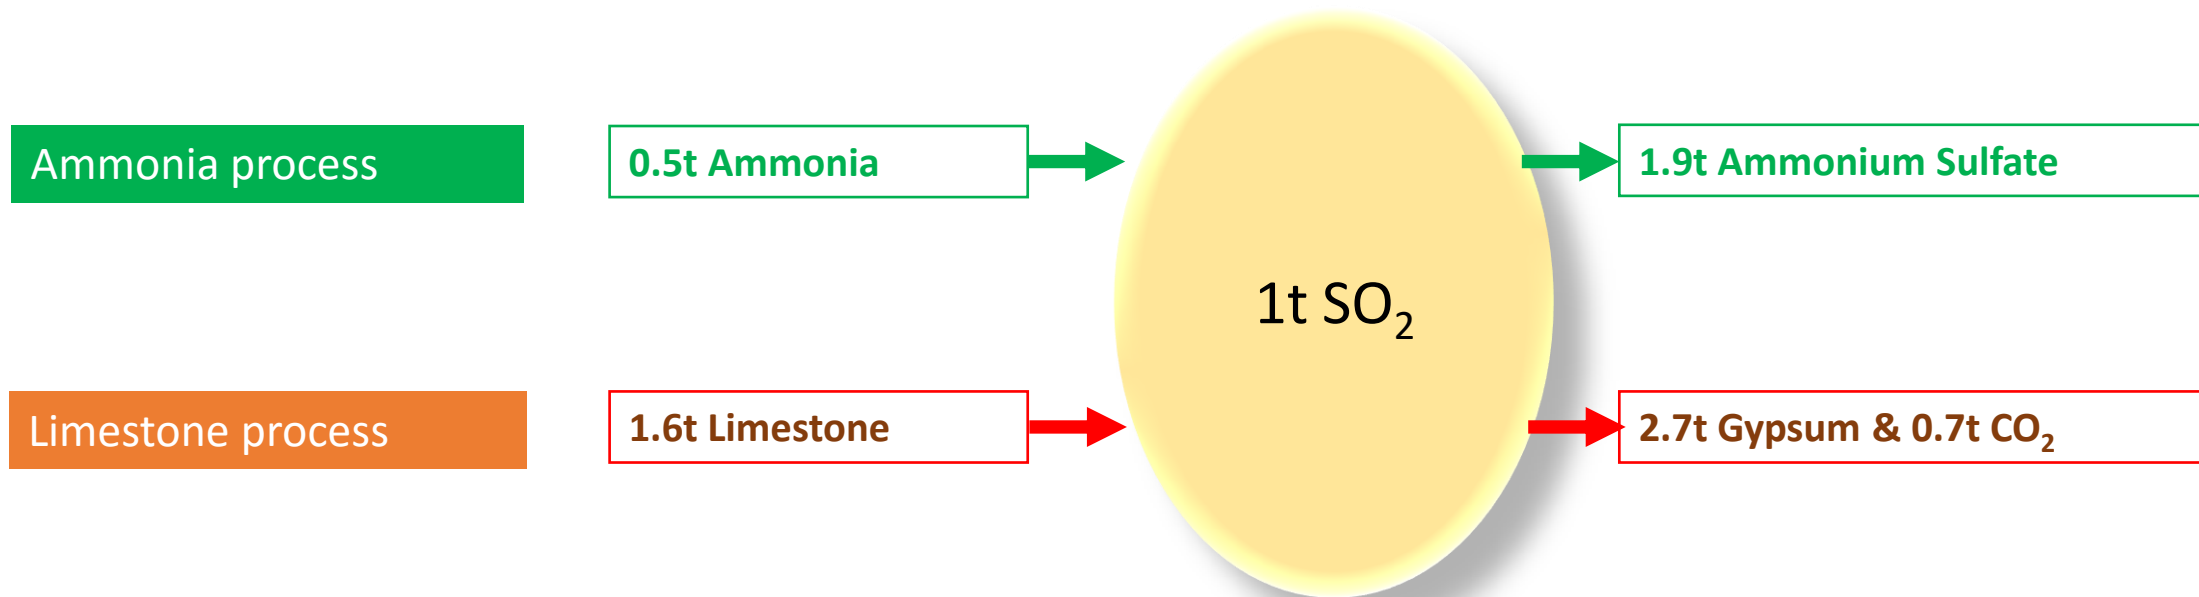 Ammonia process
0.5t Ammonia
1.9t Ammonium Sulfate
1t SO₂
Limestone process
1.6t Limestone
2.7t Gypsum & 0.7t CO₂